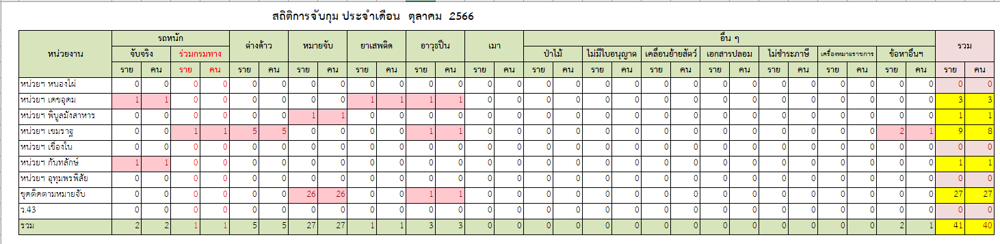 สถิติการจับกุม ประจำเดือน ตุลาคม 2566
หน่วยงาน รถหนัก ต่างด้าว หมายจับ ยาเสพติด อาวุธปืน เมา อื่น ๆ รวม
จับจริง ร่วมกรมทาง ป่าไม้ ไม่มีใบอนุญาต เคลื่อนย้ายสัตว์ เอกสารปลอม ไม่ชำระภาษี เครื่องหมายราชการ ข้อหาอื่นฯ
ราย คน ราย คน ราย คน ราย คน ราย คน ราย คน ราย คน ราย คน ราย คน ราย คน ราย คน ราย คน ราย คน ราย คน ราย คน
หน่วยฯ หนองไผ่ 0 0 0 0 0 0 0 0 0 0 0 0 0 0 0 0 0 0 0 0 0 0 0 0 0 0 0 0 0 0
หน่วยฯ เดชอุดม 1 1 0 0 0 0 0 0 1 1 1 1 0 0 0 0 0 0 0 0 0 0 0 0 0 0 0 0 3 3
หน่วยฯ พิบูลมังสาหาร 0 0 0 0 0 0 1 1 0 0 0 0 0 0 0 0 0 0 0 0 0 0 0 0 0 0 0 0 1 1
หน่วยฯ เขมราฐ 0 0 1 1 5 5 0 0 0 0 1 1 0 0 0 0 0 0 0 0 0 0 0 0 0 0 2 1 9 8
หน่วยฯ เขื่องใน 0 0 0 0 0 0 0 0 0 0 0 0 0 0 0 0 0 0 0 0 0 0 0 0 0 0 0 0 0 0
หน่วยฯ กันทลักษ์ 1 1 0 0 0 0 0 0 0 0 0 0 0 0 0 0 0 0 0 0 0 0 0 0 0 0 0 0 1 1
หน่วยฯ อุทุมพรพิสัย 0 0 0 0 0 0 0 0 0 0 0 0 0 0 0 0 0 0 0 0 0 0 0 0 0 0 0 0 0 0
ชุดติดตามหมายจับ 0 0 0 0 0 0 26 26 0 0 1 1 0 0 0 0 0 0 0 0 0 0 0 0 0 0 0 0 27 27
ว.43 0 0 0 0 0 0 0 0 0 0 0 0 0 0 0 0 0 0 0 0 0 0 0 0 0 0 0 0 0 0
รวม 2 2 1 1 5 5 27 27 1 1 3 3 0 0 0 0 0 0 0 0 0 0 0 0 0 0 2 1 41 40